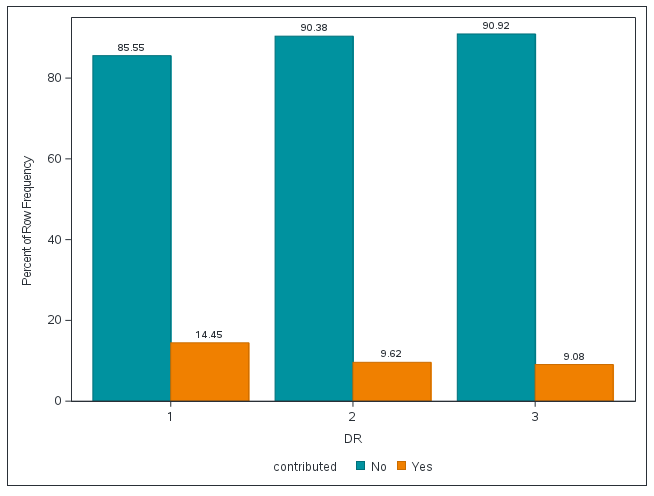 85.55
90.38
90.92
80
60
40
20
0
14.45
9.62
9.08
Percent of Row Frequency
1 2 3
DR
contributed No Yes